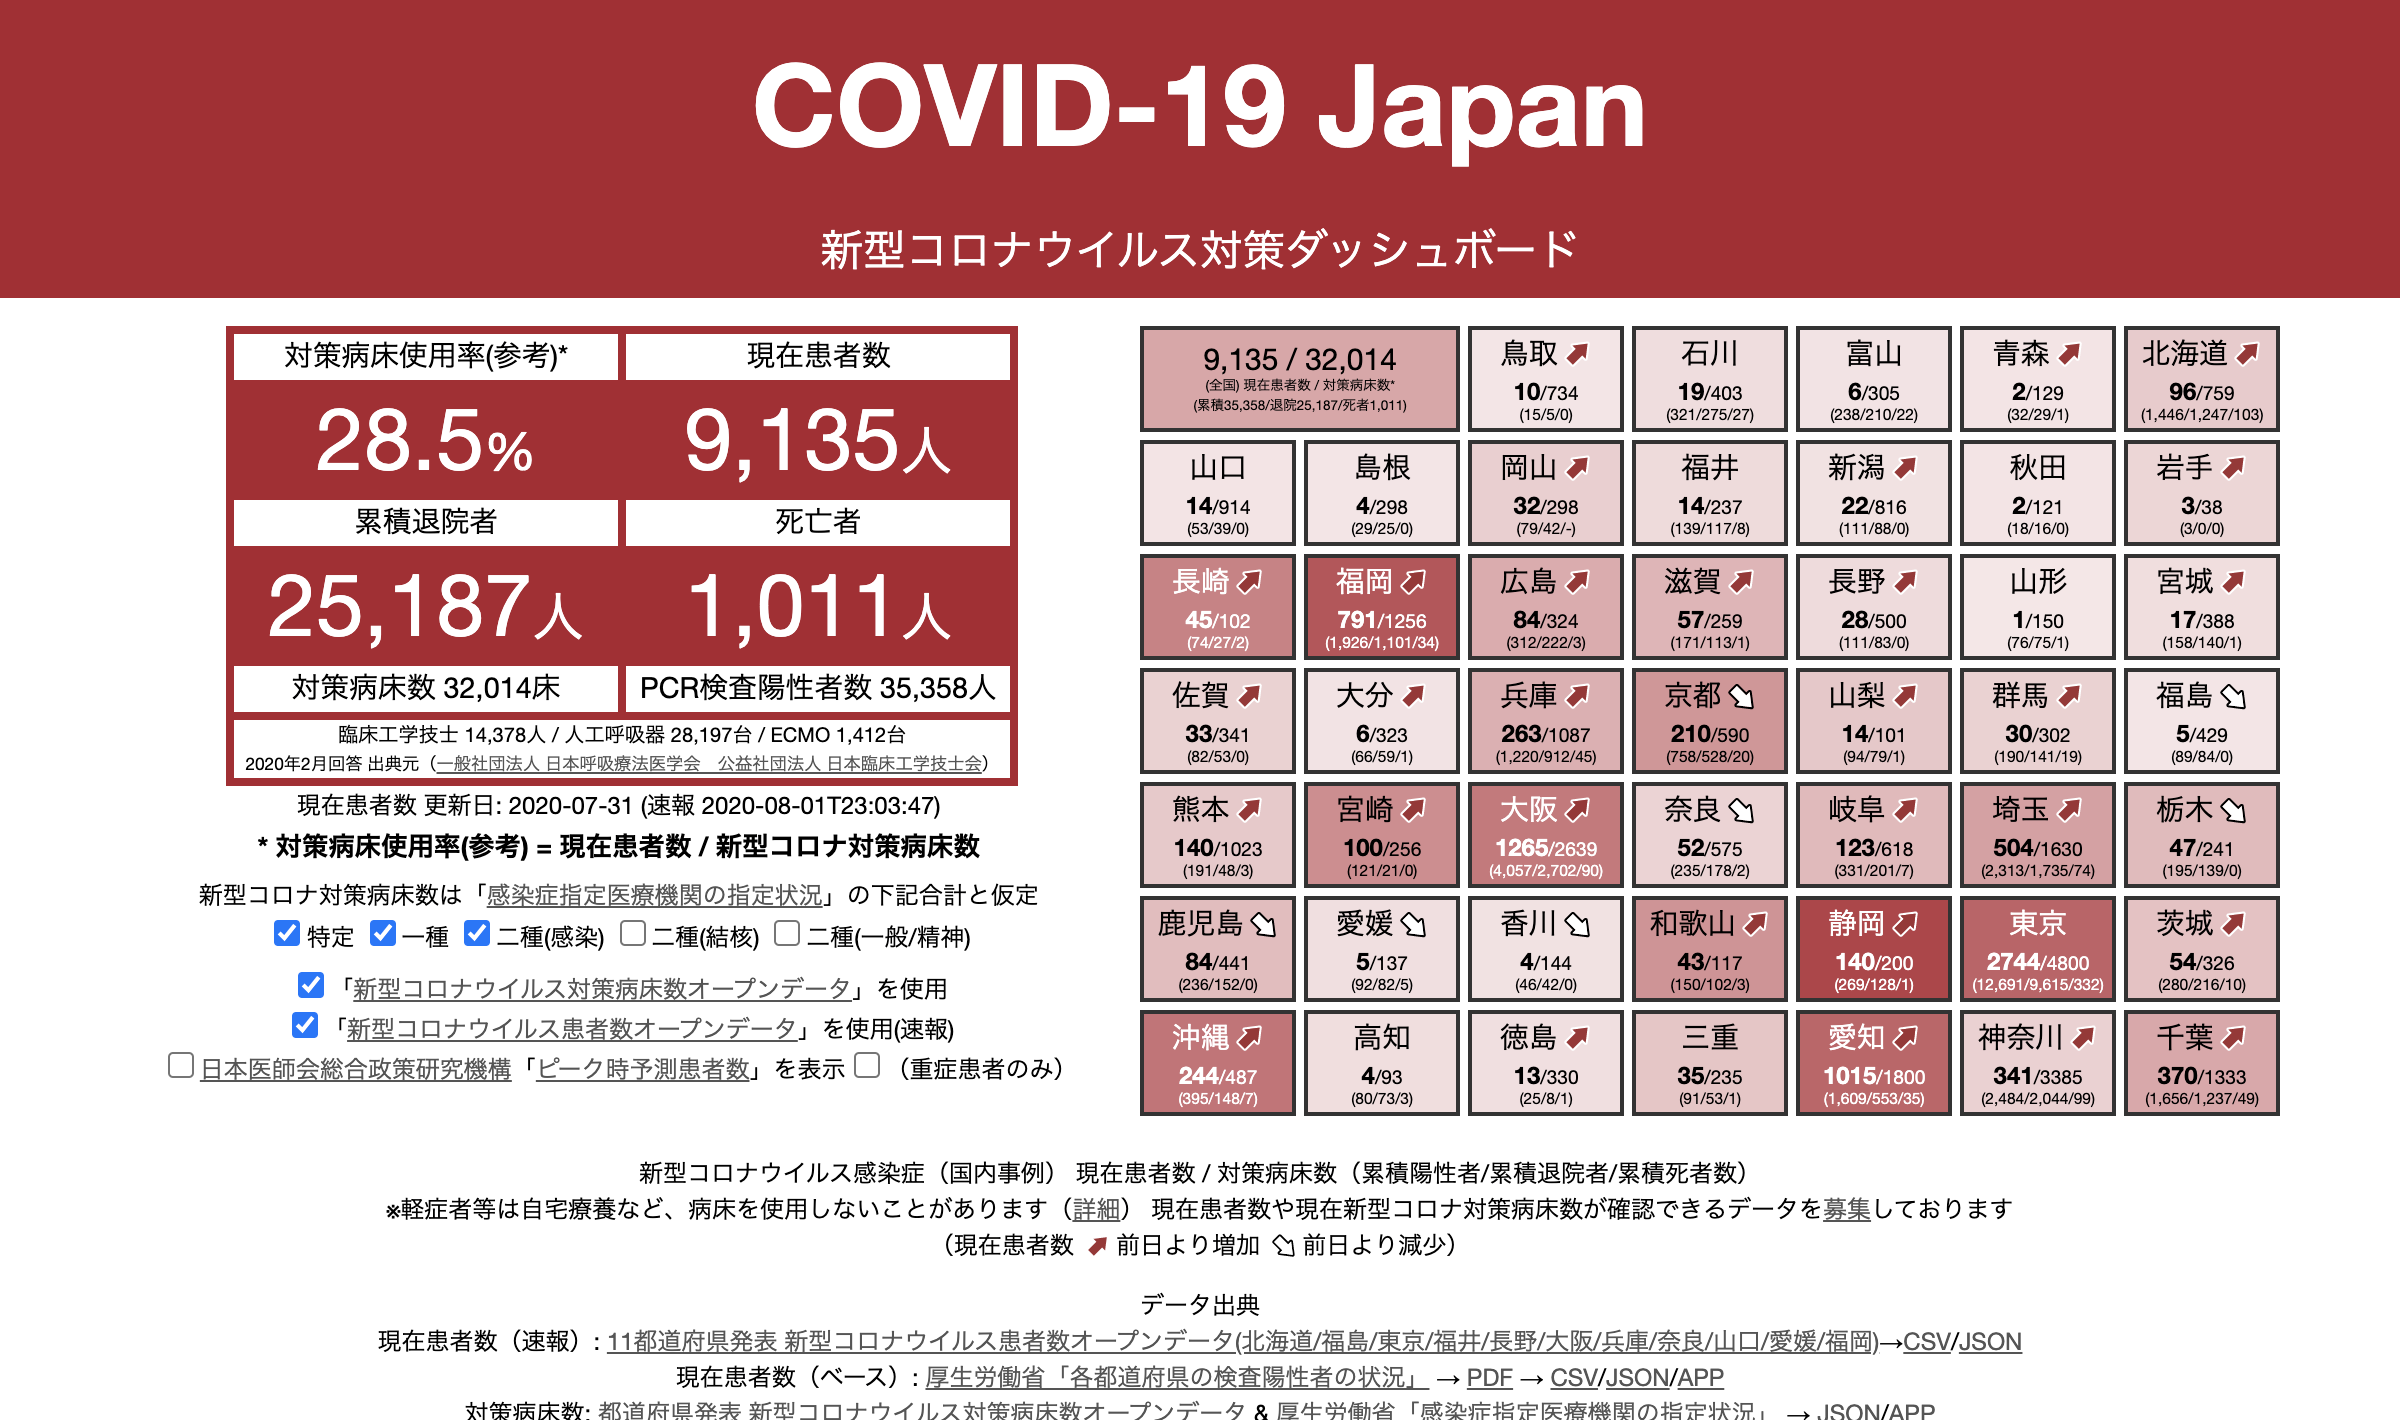 COVID-19 Japan
新型コロナウイルス対策ダッシュボード
対策病床使用率(参考)*
現在患者数
28.5%
9,135人
累積退院者
死亡者
25,187人
1,011人
対策病床数 32,014床
PCR検査陽性者数 35,358人
臨床工学技士 14,378人 / 人工呼吸器 28,197台 / ECMO 1,412台
2020年2月回答 出典元（一般社団法人 日本呼吸療法医学会　公益社団法人 日本臨床工学技士会）
現在患者数 更新日: 2020-07-31 (速報 2020-08-01T23:03:47)
* 対策病床使用率(参考) = 現在患者数 / 新型コロナ対策病床数
新型コロナ対策病床数は「感染症指定医療機関の指定状況」の下記合計と仮定
特定 一種 二種(感染) 二種(結核) 二種(一般/精神)
「新型コロナウイルス対策病床数オープンデータ」を使用
「新型コロナウイルス患者数オープンデータ」を使用(速報)
日本医師会総合政策研究機構「ピーク時予測患者数」を表示 （重症患者のみ）
9,135 / 32,014
(全国) 現在患者数 / 対策病床数*
(累積35,358/退院25,187/死者1,011)
鳥取
10/734
(15/5/0)
石川
19/403
(321/275/27)
富山
6/305
(238/210/22)
青森
2/129
(32/29/1)
北海道
96/759
(1,446/1,247/103)
山口
14/914
(53/39/0)
島根
4/298
(29/25/0)
岡山
32/298
(79/42/-)
福井
14/237
(139/117/8)
新潟
22/816
(111/88/0)
秋田
2/121
(18/16/0)
岩手
3/38
(3/0/0)
長崎
45/102
(74/27/2)
福岡
791/1256
(1,926/1,101/34)
広島
84/324
(312/222/3)
滋賀
57/259
(171/113/1)
長野
28/500
(111/83/0)
山形
1/150
(76/75/1)
宮城
17/388
(158/140/1)
佐賀
33/341
(82/53/0)
大分
6/323
(66/59/1)
兵庫
263/1087
(1,220/912/45)
京都
210/590
(758/528/20)
山梨
14/101
(94/79/1)
群馬
30/302
(190/141/19)
福島
5/429
(89/84/0)
熊本
140/1023
(191/48/3)
宮崎
100/256
(121/21/0)
大阪
1265/2639
(4,057/2,702/90)
奈良
52/575
(235/178/2)
岐阜
123/618
(331/201/7)
埼玉
504/1630
(2,313/1,735/74)
栃木
47/241
(195/139/0)
鹿児島
84/441
(236/152/0)
愛媛
5/137
(92/82/5)
香川
4/144
(46/42/0)
和歌山
43/117
(150/102/3)
静岡
140/200
(269/128/1)
東京
2744/4800
(12,691/9,615/332)
茨城
54/326
(280/216/10)
沖縄
244/487
(395/148/7)
高知
4/93
(80/73/3)
徳島
13/330
(25/8/1)
三重
35/235
(91/53/1)
愛知
1015/1800
(1,609/553/35)
神奈川
341/3385
(2,484/2,044/99)
千葉
370/1333
(1,656/1,237/49)
新型コロナウイルス感染症（国内事例） 現在患者数 / 対策病床数（累積陽性者/累積退院者/累積死者数）
※軽症者等は自宅療養など、病床を使用しないことがあります（詳細） 現在患者数や現在新型コロナ対策病床数が確認できるデータを募集しております
（現在患者数 前日より増加 前日より減少）
データ出典
現在患者数（速報）: 11都道府県発表 新型コロナウイルス患者数オープンデータ(北海道/福島/東京/福井/長野/大阪/兵庫/奈良/山口/愛媛/福岡)→CSV/JSON
現在患者数（ベース）: 厚生労働省「各都道府県の検査陽性者の状況」 → PDF → CSV/JSON/APP
対策病床数: 都道府県発表 新型コロナウイルス対策病床数オープンデータ & 厚生労働省「感染症指定医療機関の指定状況」 → JSON/APP